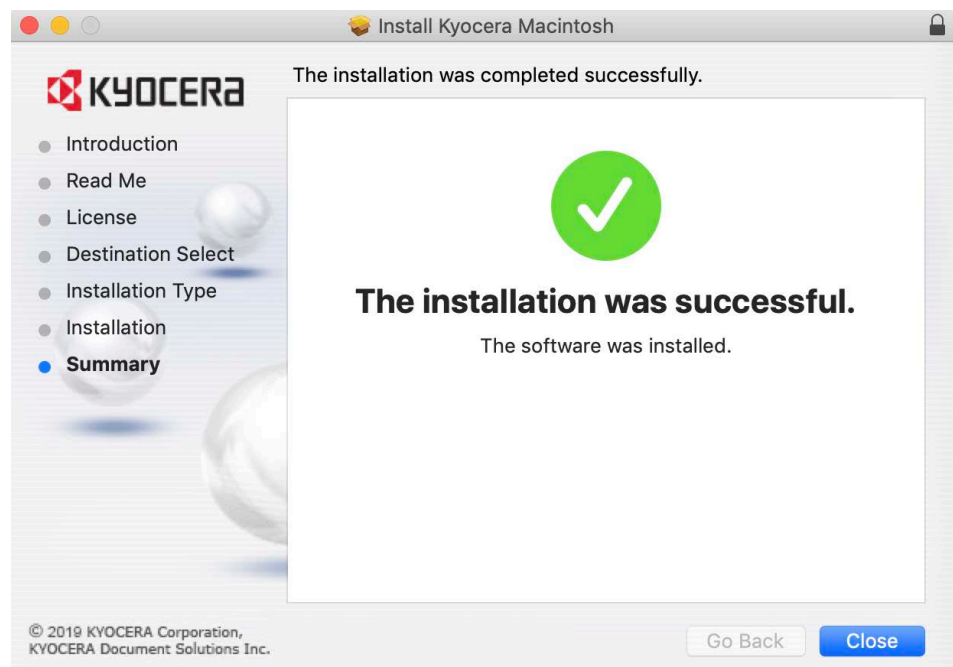 Install Kyocera Macintosh
KYOCERA
The installation was completed successfully.
Introduction
Read Me
License
Destination Select
Installation Type
Installation
Summary
The installation was successful.
The software was installed.
© 2019 KYOCERA Corporation,
KYOCERA Document Solutions Inc.
Go Back
Close